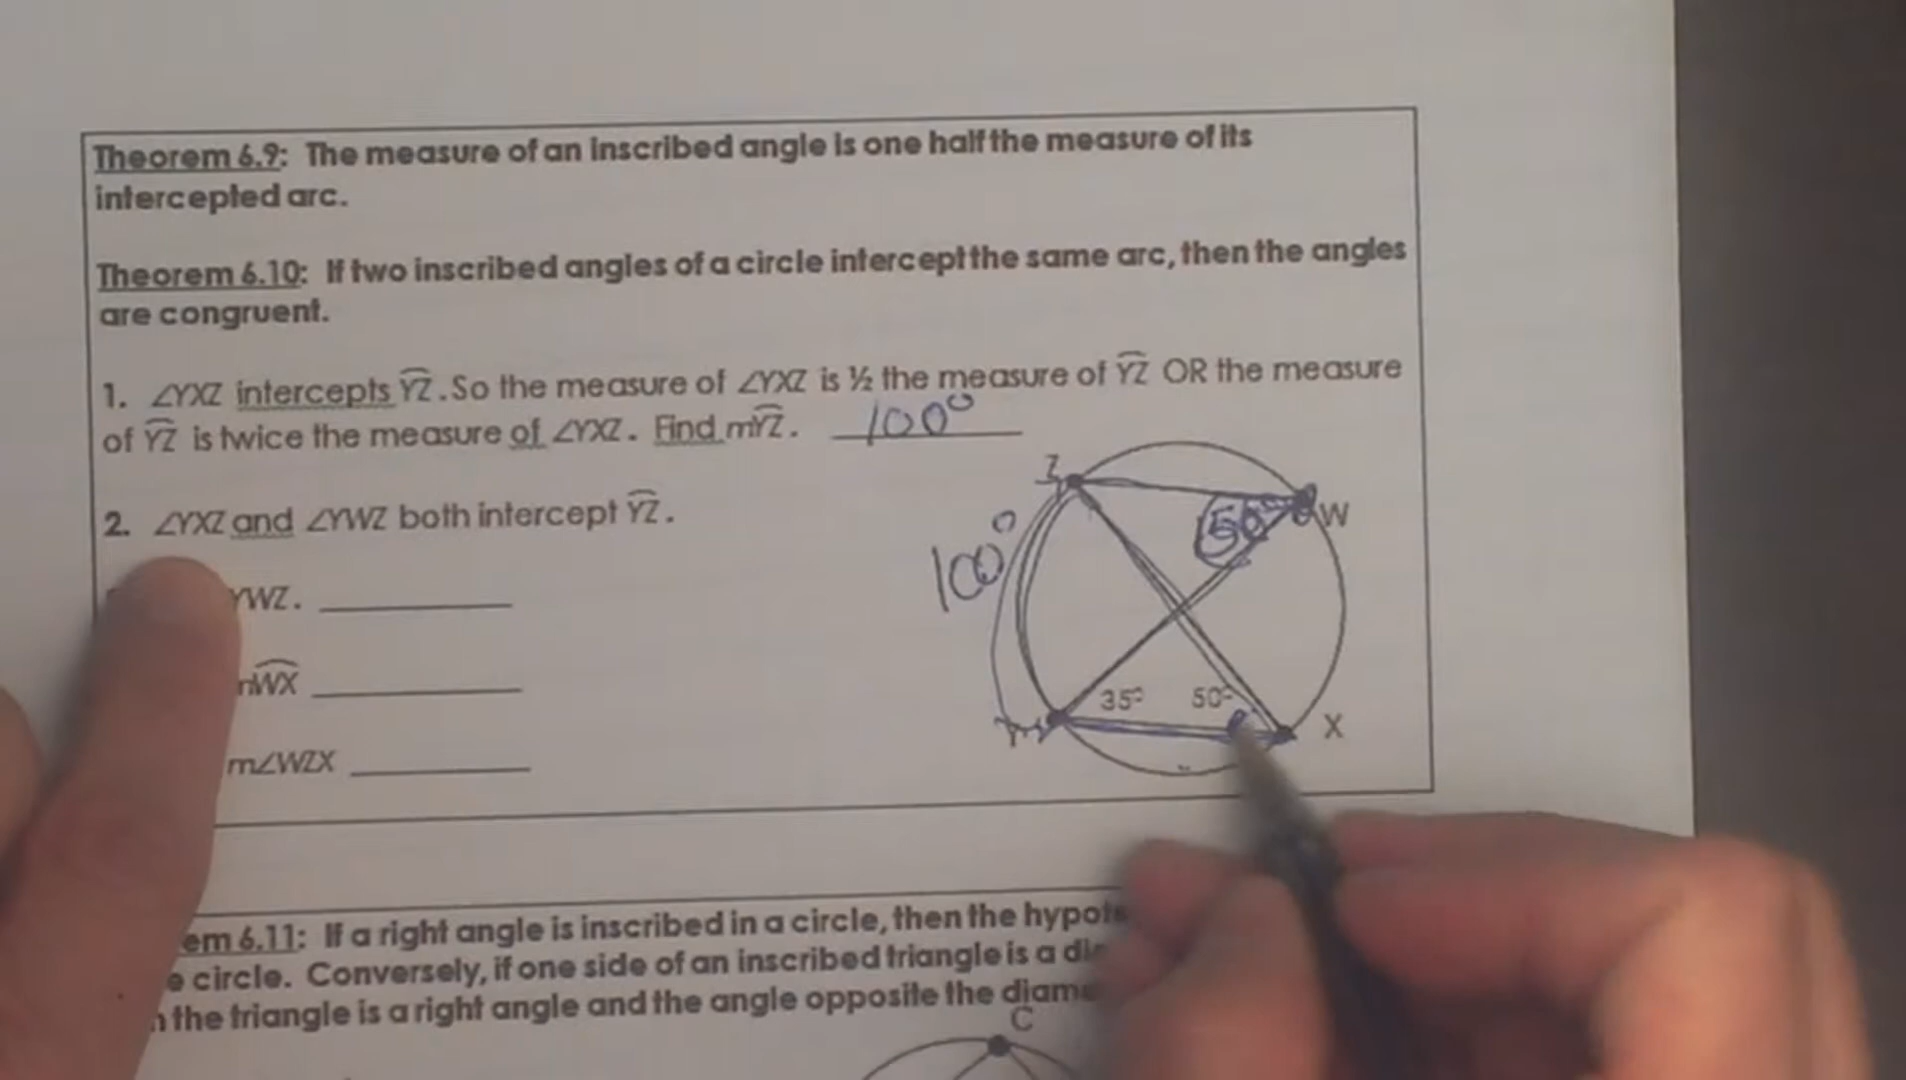 Theorem 6.9: The measure of an inscribed angle is one half the measure of its
intercepted arc.
Theorem 6.10: If two inscribed angles of a circle intercept the same arc, then the angles
are congruent.
1. ∠YXZ intercepts YZ. So the measure of ∠YXZ is ½ the measure of YZ OR the measure
of YZ is twice the measure of ∠YXZ. Find mYZ. 100°
2. ∠YXZ and ∠YWZ both intercept YZ.
YWZ.
WX
m∠WZX
Z
W
50°
100°
35° 50°
X
em 6.11: If a right angle is inscribed in a circle, then the hypot
e circle. Conversely, if one side of an inscribed triangle is a di
the triangle is a right angle and the angle opposite the diame
C